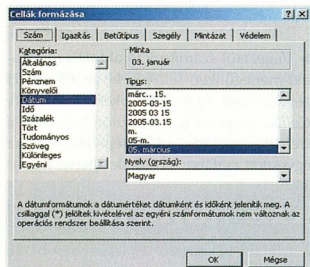 Cellák formázása
Szám Igazítás Betűtípus Szegély Mintázat Védelem
Kategória:
Általános
Szám
Pénznem
Könyvelői
Dátum
Idő
Százalék
Tört
Tudományos
Szöveg
Különleges
Egyéni
Minta
03. január
Típus:
márc.. 15.
2005-03-15
2005 03 15
2005.03.15
m.
05-m.
05. március
Nyelv (ország):
Magyar
A dátumformátumok a dátumértéket dátumként és időként jelenítik meg. A
csillaggal (*) jelöltek kivételével az egyéni számformátumok nem változnak az
operációs rendszer beállítása szerint.
OK Mégse